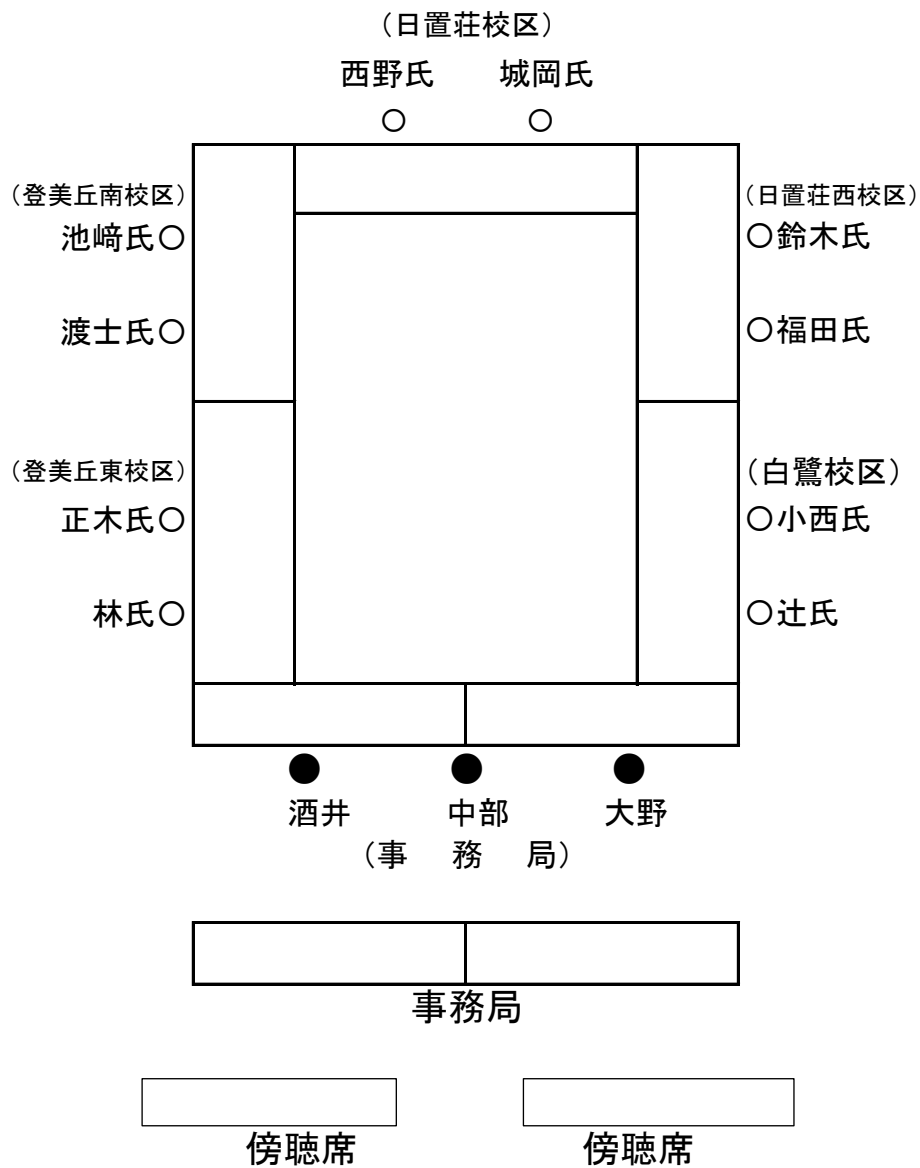 （日置荘校区）
西野氏　城岡氏
○　○
（登美丘南校区）
池﨑氏○
渡士氏○
（登美丘東校区）
正木氏○
林氏○
（日置荘西校区）
○鈴木氏
○福田氏
（白鷺校区）
○小西氏
○辻氏
●　●　●
酒井　中部　大野
（事　務　局）
事務局
傍聴席　傍聴席